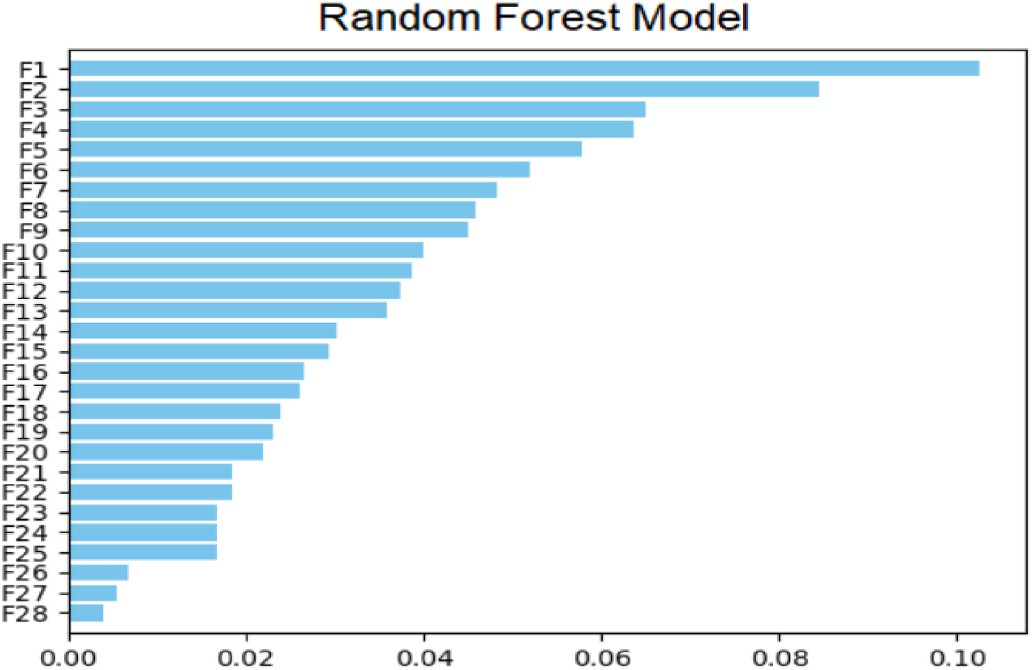 Random Forest Model
F1
F2
F3
F4
F5
F6
F7
F8
F9
F10
F11
F12
F13
F14
F15
F16
F17
F18
F19
F20
F21
F22
F23
F24
F25
F26
F27
F28
0.00 0.02 0.04 0.06 0.08 0.10